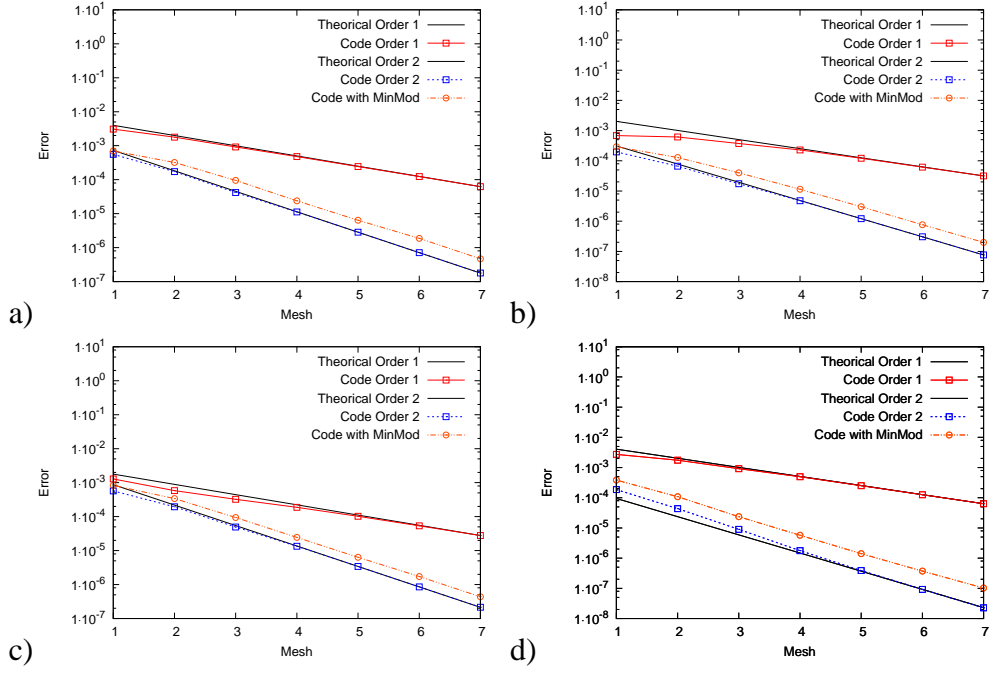 1·10^1
1·10^0
1·10^-1
1·10^-2
1·10^-3
1·10^-4
1·10^-5
1·10^-6
1·10^-7
Error
Theorical Order 1
Code Order 1
Theorical Order 2
Code Order 2
Code with MinMod
1 2 3 4 5 6 7
Mesh
a)
1·10^1
1·10^0
1·10^-1
1·10^-2
1·10^-3
1·10^-4
1·10^-5
1·10^-6
1·10^-7
1·10^-8
Error
Theorical Order 1
Code Order 1
Theorical Order 2
Code Order 2
Code with MinMod
1 2 3 4 5 6 7
Mesh
b)
1·10^1
1·10^0
1·10^-1
1·10^-2
1·10^-3
1·10^-4
1·10^-5
1·10^-6
1·10^-7
Error
Theorical Order 1
Code Order 1
Theorical Order 2
Code Order 2
Code with MinMod
1 2 3 4 5 6 7
Mesh
c)
1·10^1
1·10^0
1·10^-1
1·10^-2
1·10^-3
1·10^-4
1·10^-5
1·10^-6
1·10^-7
1·10^-8
Error
Theorical Order 1
Code Order 1
Theorical Order 2
Code Order 2
Code with MinMod
1 2 3 4 5 6 7
Mesh
d)